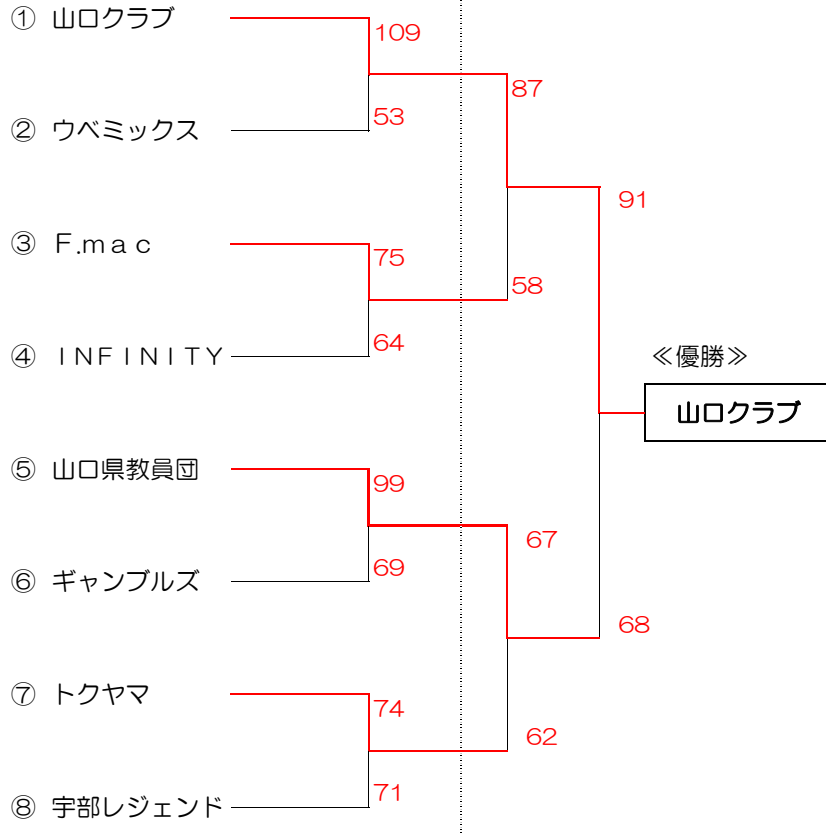 ① 山口クラブ
109
87
53
② ウベミックス
91
③ Ｆ.ｍａｃ
75
58
64
④ ＩＮＦＩＮＩＴＹ
≪優勝≫
山口クラブ
⑤ 山口県教員団
99
67
69
⑥ ギャンブルズ
68
⑦ トクヤマ
74
62
71
⑧ 宇部レジェンド